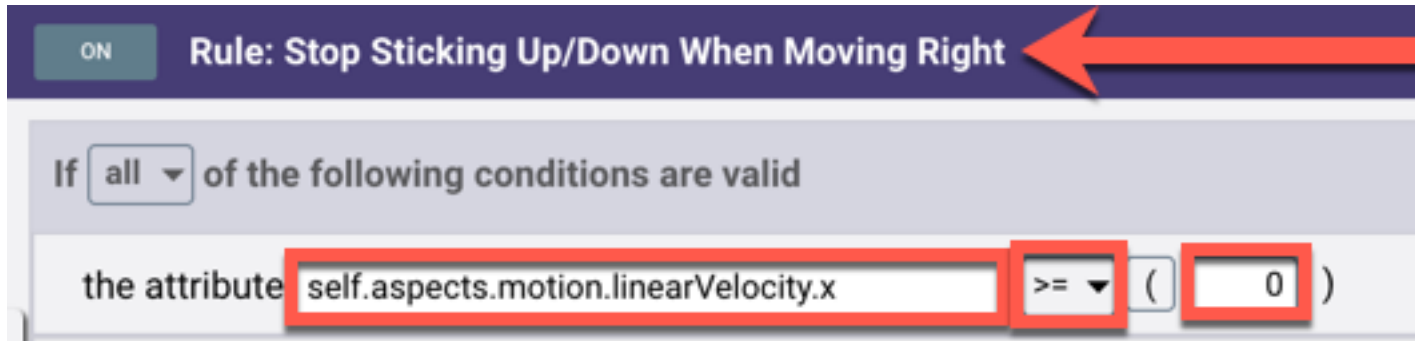 ON Rule: Stop Sticking Up/Down When Moving Right
If all of the following conditions are valid
the attribute self.aspects.motion.linearVelocity.x >= ( 0 )